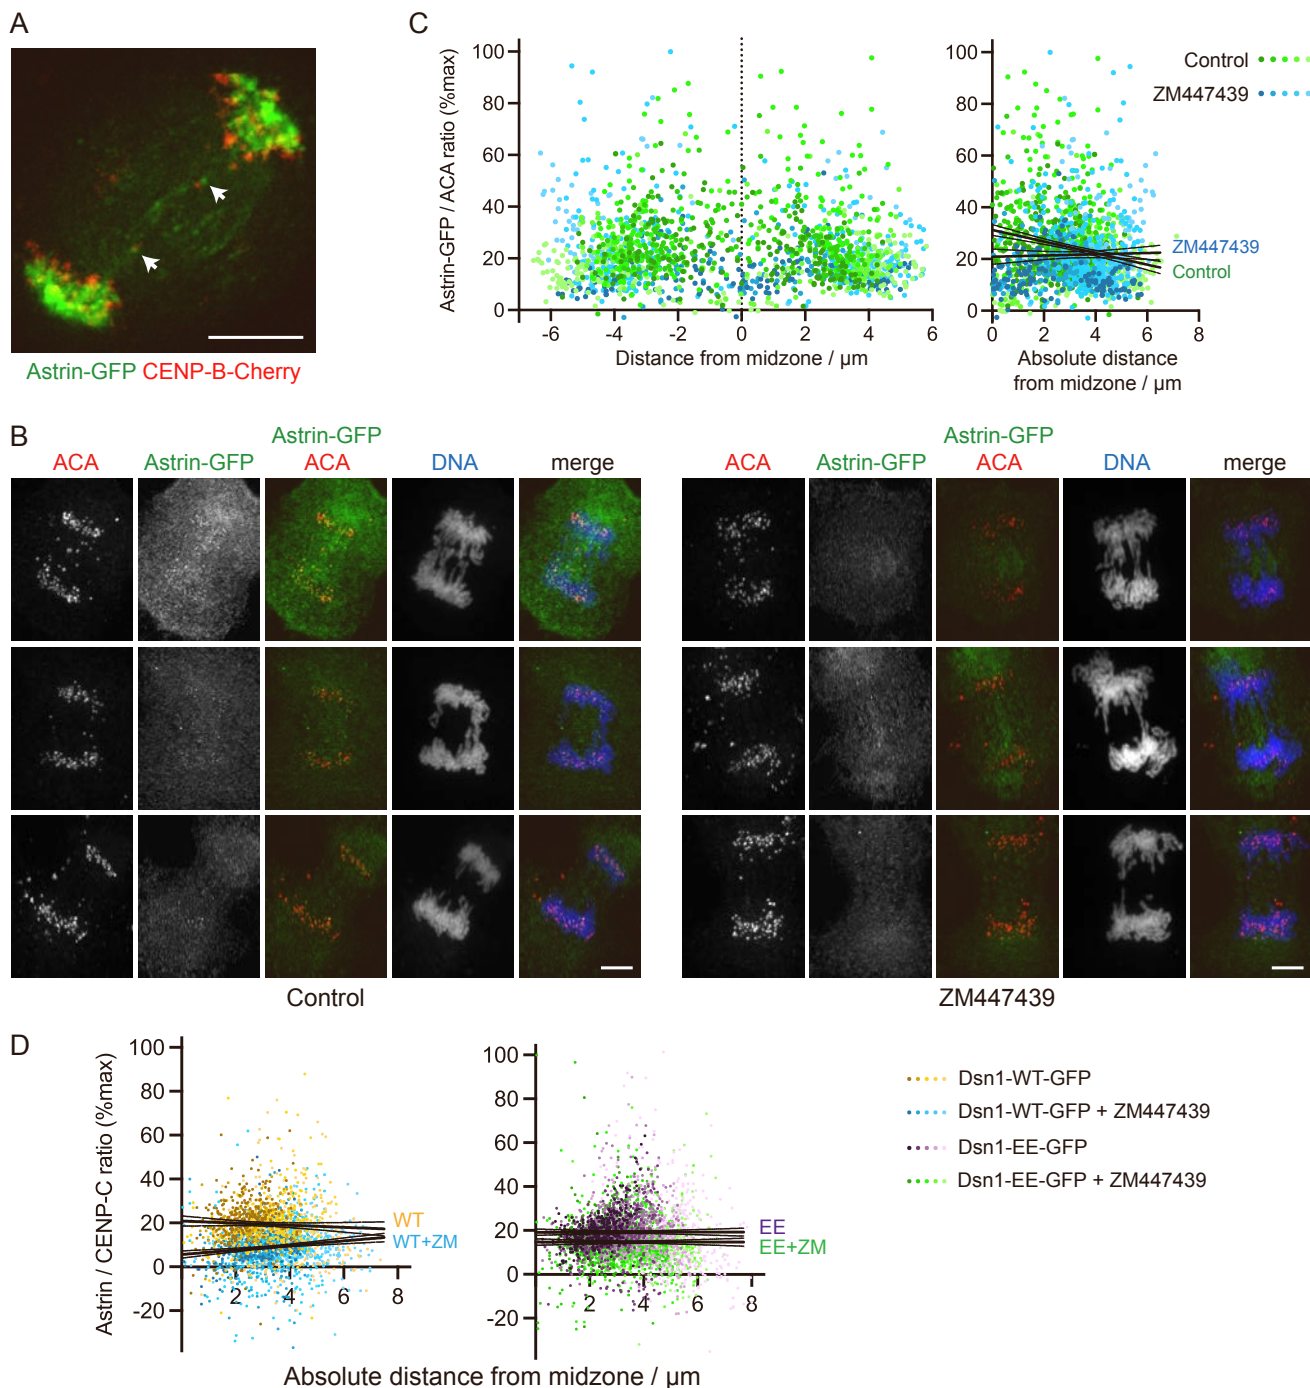 A
Astrin-GFP CENP-B-Cherry
C
Astrin-GFP / ACA ratio (%max)
100
80
60
40
20
0
-6
-4
-2
0
2
4
6
Distance from midzone / µm
100
80
60
40
20
0
0
2
4
6
8
Absolute distance
from midzone / µm
Control
ZM447439
ZM447439
Control
B
ACA
Astrin-GFP
Astrin-GFP
ACA
DNA
merge
Control
ACA
Astrin-GFP
Astrin-GFP
ACA
DNA
merge
ZM447439
D
Astrin / CENP-C ratio (%max)
100
80
60
40
20
0
-20
2
4
6
8
WT
WT+ZM
100
80
60
40
20
0
-20
2
4
6
8
EE
EE+ZM
Absolute distance from midzone / µm
Dsn1-WT-GFP
Dsn1-WT-GFP + ZM447439
Dsn1-EE-GFP
Dsn1-EE-GFP + ZM447439